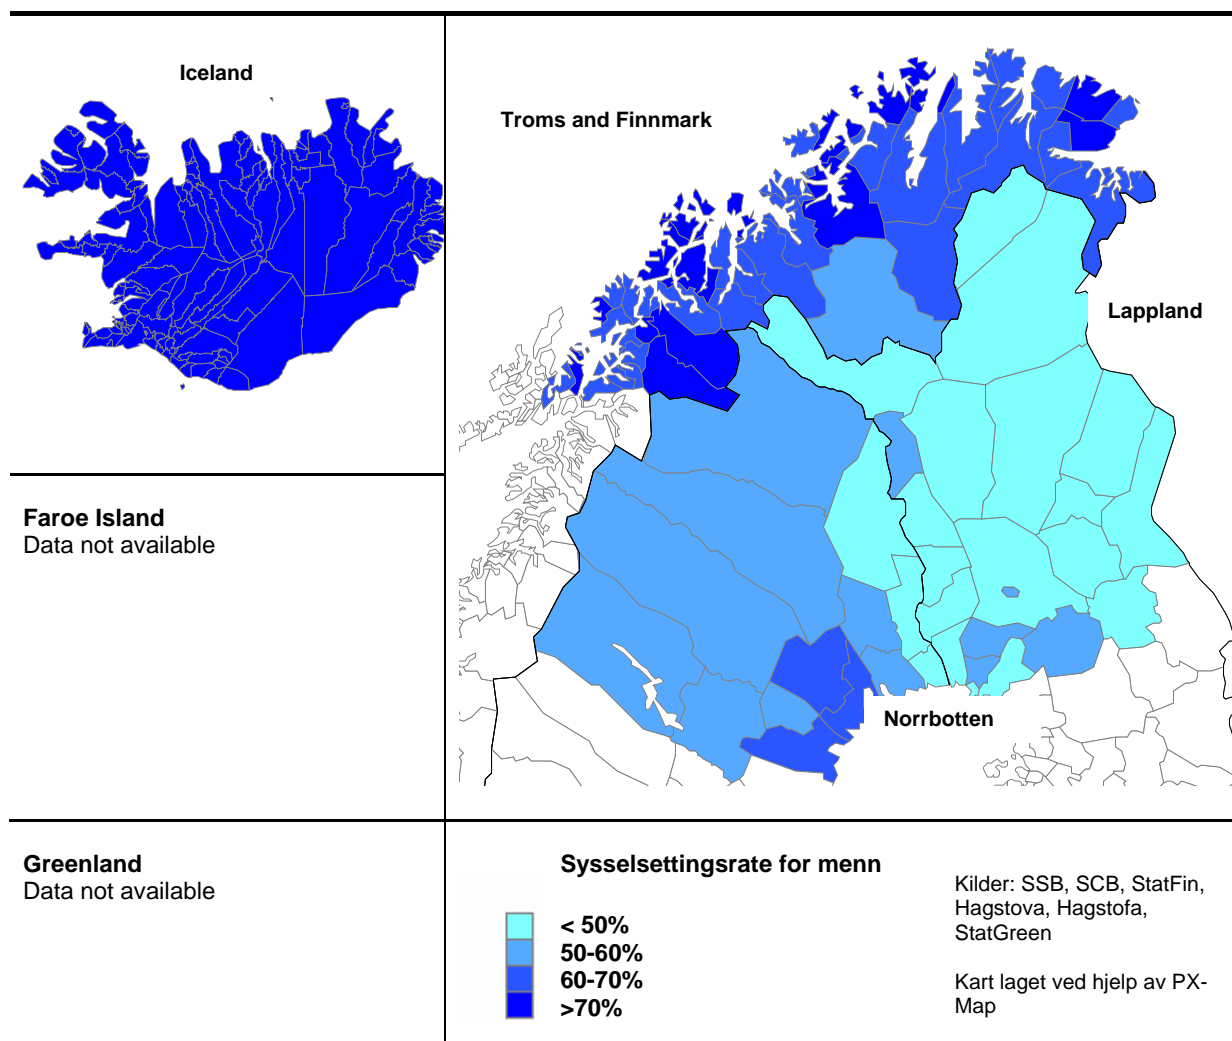 Iceland
Troms and Finnmark
Lappland
Norrbotten
Faroe Island
Data not available
Greenland
Data not available
Sysselsettingsrate for menn
< 50%
50-60%
60-70%
>70%
Kilder: SSB, SCB, StatFin,
Hagstova, Hagstofa,
StatGreen
Kart laget ved hjelp av PX-
Map